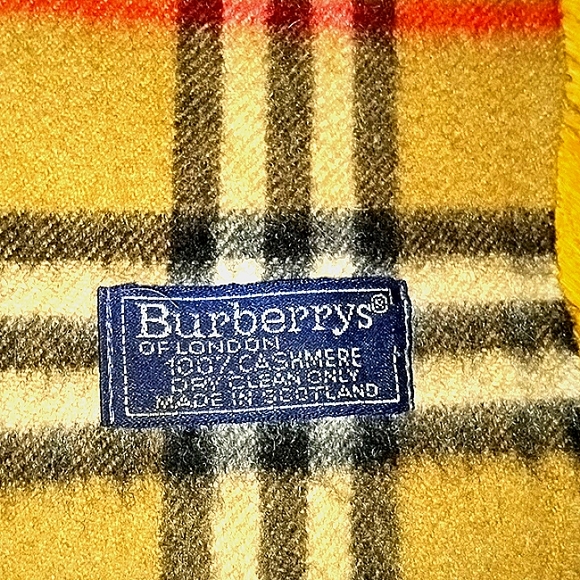 Burberrys®
OF LONDON
100% CASHMERE
DRY CLEAN ONLY
MADE IN SCOTLAND